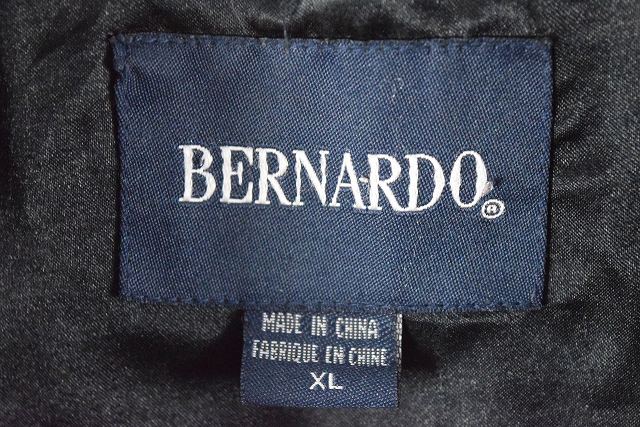 BERNARDO®
MADE IN CHINA
FABRIQUE EN CHINE
XL